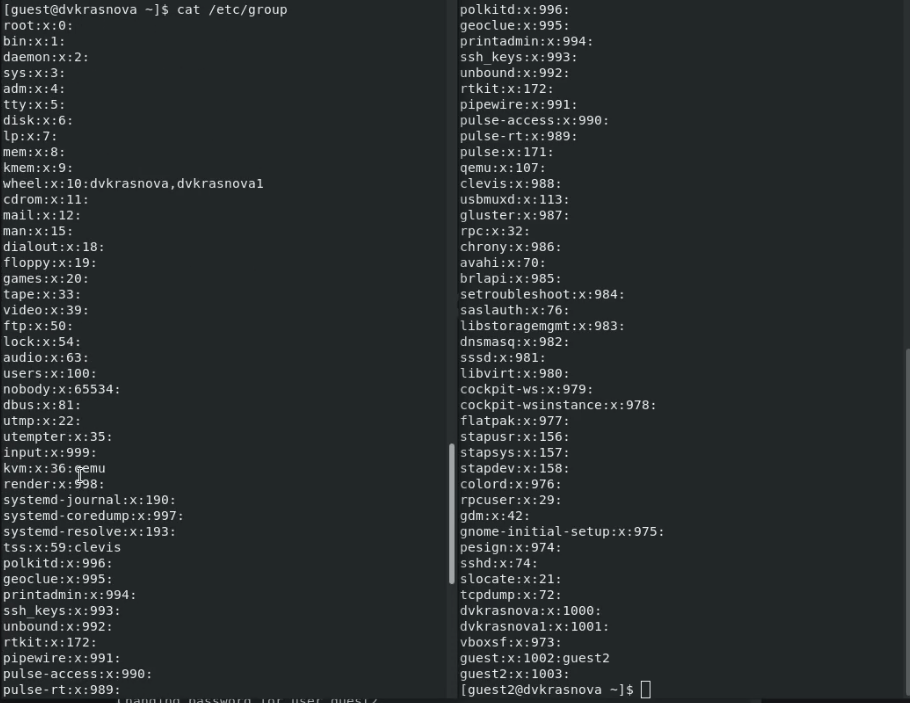 [guest@dvkrasnova ~]$ cat /etc/group
root:x:0:
bin:x:1:
daemon:x:2:
sys:x:3:
adm:x:4:
tty:x:5:
disk:x:6:
lp:x:7:
mem:x:8:
kmem:x:9:
wheel:x:10:dvkrasnova,dvkrasnova1
cdrom:x:11:
mail:x:12:
man:x:15:
dialout:x:18:
floppy:x:19:
games:x:20:
tape:x:33:
video:x:39:
ftp:x:50:
lock:x:54:
audio:x:63:
users:x:100:
nobody:x:65534:
dbus:x:81:
utmp:x:22:
utempter:x:35:
input:x:999:
kvm:x:36:qemu
render:x:998:
systemd-journal:x:190:
systemd-coredump:x:997:
systemd-resolve:x:193:
tss:x:59:clevis
polkitd:x:996:
geoclue:x:995:
printadmin:x:994:
ssh_keys:x:993:
unbound:x:992:
rtkit:x:172:
pipewire:x:991:
pulse-access:x:990:
pulse-rt:x:989:
polkitd:x:996:
geoclue:x:995:
printadmin:x:994:
ssh_keys:x:993:
unbound:x:992:
rtkit:x:172:
pipewire:x:991:
pulse-access:x:990:
pulse-rt:x:989:
pulse:x:171:
qemu:x:107:
clevis:x:988:
usbmuxd:x:113:
gluster:x:987:
rpc:x:32:
chrony:x:986:
avahi:x:70:
brlapi:x:985:
setroubleshoot:x:984:
saslauth:x:76:
libstoragemgmt:x:983:
dnsmasq:x:982:
sssd:x:981:
libvirt:x:980:
cockpit-ws:x:979:
cockpit-wsinstance:x:978:
flatpak:x:977:
stapusr:x:156:
stapsys:x:157:
stapdev:x:158:
colord:x:976:
rpcuser:x:29:
gdm:x:42:
gnome-initial-setup:x:975:
pesign:x:974:
sshd:x:74:
slocate:x:21:
tcpdump:x:72:
dvkrasnova:x:1000:
dvkrasnova1:x:1001:
vboxsf:x:973:
guest:x:1002:guest2
guest2:x:1003:
[guest2@dvkrasnova ~]$
Changing password for user guest2